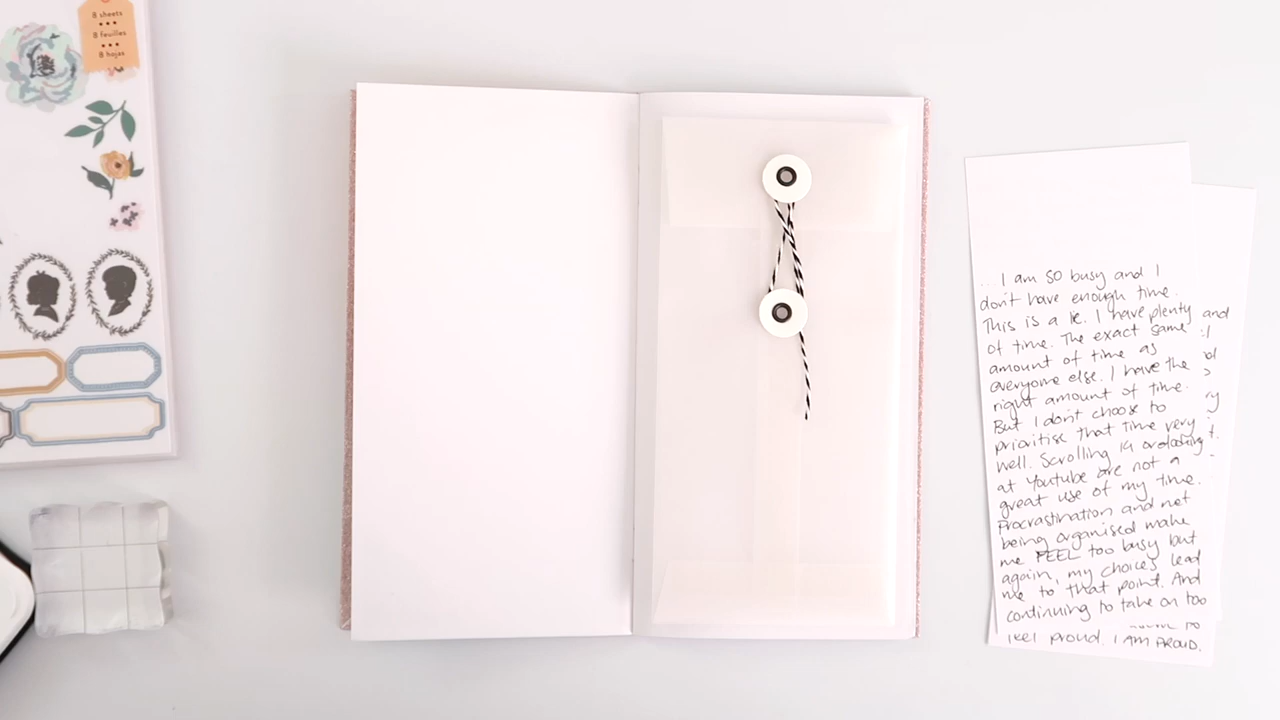 8 sheets
8 feuilles
8 hojas
... I am so busy and I
don't have enough time.
This is a lie. I have plenty
of time. The exact same
amount of time as
everyone else. I have the
right amount of time.
But I don't choose to
prioritise that time very
well. Scrolling
at Youtube are not a
great use of my time.
Procrastination and not
being organised make
me FEEL too busy but
again, my choices lead
me to that point. And
continuing to take on too
feel proud. I AM PROUD.
and